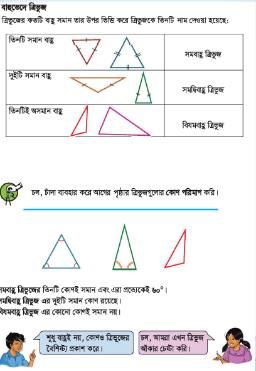 বাহুভেদে ত্রিভুজ
ত্রিভুজের কতটি বাহু সমান তার উপর ভিত্তি করে ত্রিভুজকে তিনটি নাম দেওয়া হয়েছে:
তিনটি সমান বাহু
সমবাহু ত্রিভুজ
দুইটি সমান বাহু
সমদ্বিবাহু ত্রিভুজ
তিনটিই অসমান বাহু
বিষমবাহু ত্রিভুজ
চল, চাঁদা ব্যবহার করে আগের পৃষ্ঠার ত্রিভুজগুলোর কোণ পরিমাপ করি।
সমবাহু ত্রিভুজের তিনটি কোণই সমান এবং এরা প্রত্যেকেই ৬০°।
সমদ্বিবাহু ত্রিভুজ এর দুইটি সমান কোণ রয়েছে।
বিষমবাহু ত্রিভুজ এর কোনো কোণই সমান নয়।
শুধু বাহুই নয়, কোণও ত্রিভুজের
বৈশিষ্ট্য প্রকাশ করে।
চল, আমরা এখন ত্রিভুজ
আঁকার চেষ্টা করি।